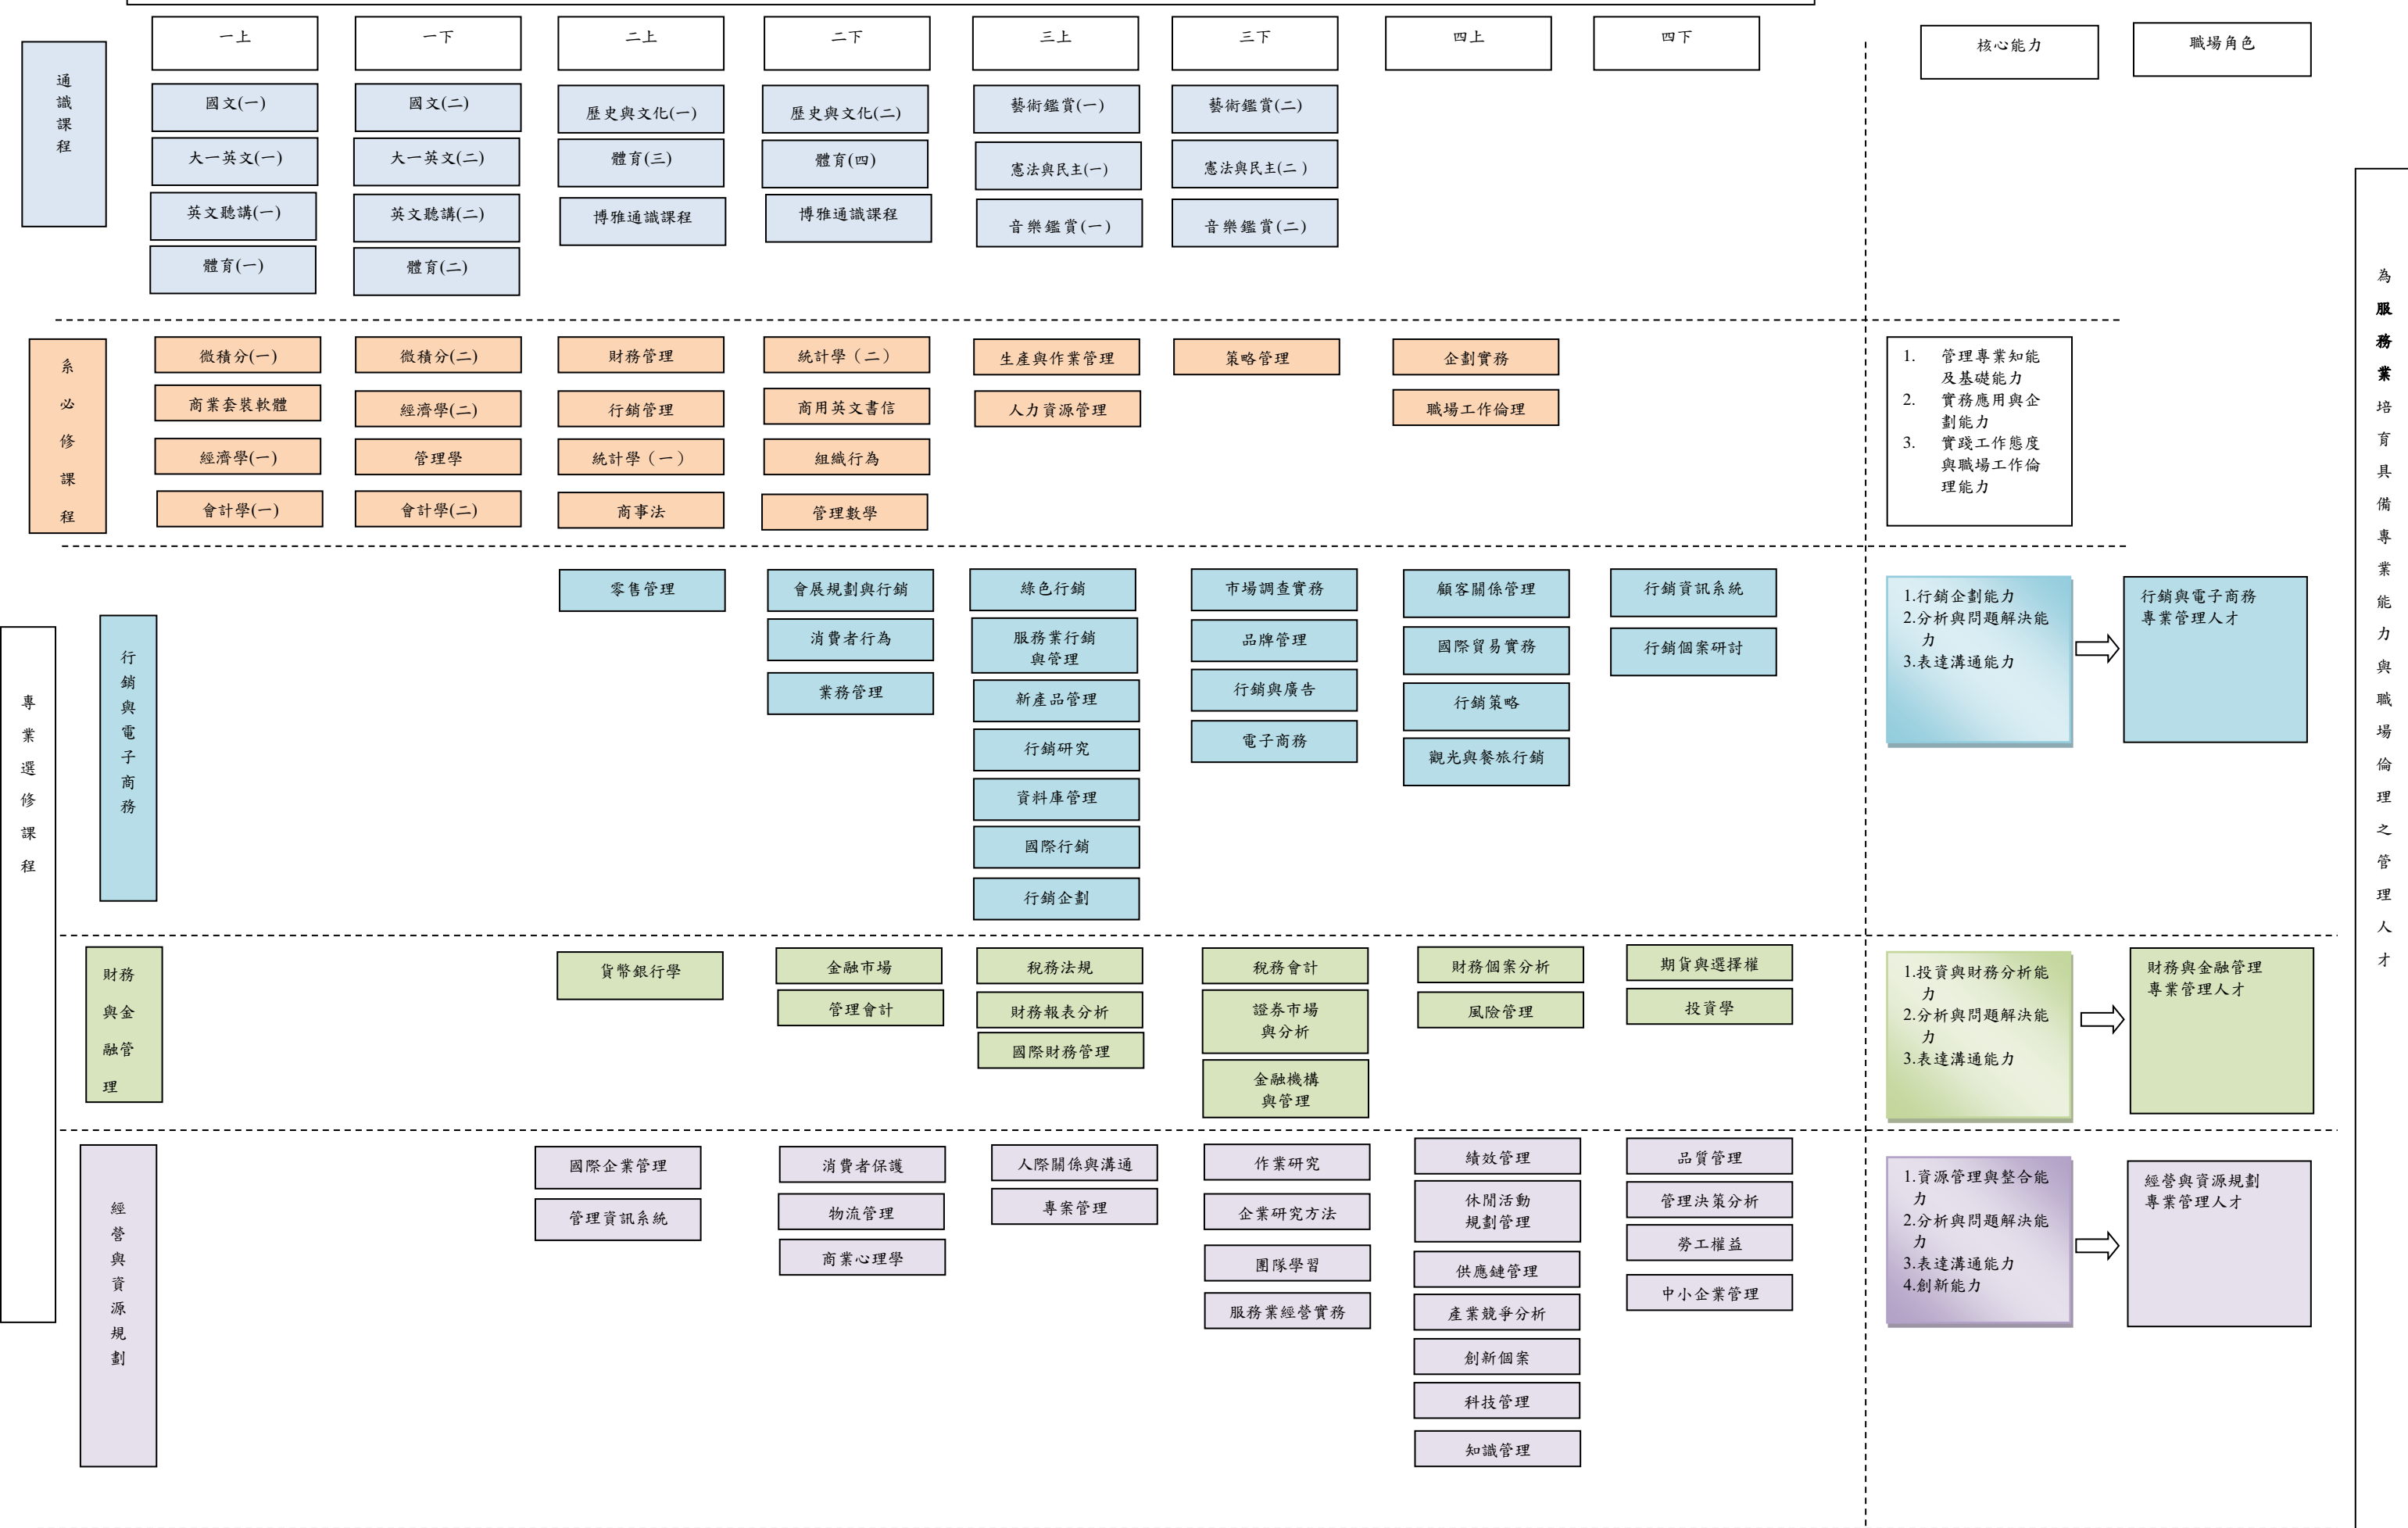 一上
一下
二上
二下
三上
三下
四上
四下
核心能力
職場角色
通識課程
國文(一)
國文(二)
歷史與文化(一)
歷史與文化(二)
藝術鑑賞(一)
藝術鑑賞(二)
大一英文(一)
大一英文(二)
體育(三)
體育(四)
憲法與民主(一)
憲法與民主(二 )
英文聽講(一)
英文聽講(二)
博雅通識課程
博雅通識課程
音樂鑑賞(一)
音樂鑑賞(二)
體育(一)
體育(二)
系必修課程
微積分(一)
微積分(二)
財務管理
統計學（二）
生產與作業管理
策略管理
企劃實務
商業套裝軟體
經濟學(二)
行銷管理
商用英文書信
人力資源管理
職場工作倫理
經濟學(一)
管理學
統計學（一）
組織行為
會計學(一)
會計學(二)
商事法
管理數學
1. 管理專業知能
及基礎能力
2. 實務應用與企
劃能力
3. 實踐工作態度
與職場工作倫
理能力
專業選修課程
行銷與電子商務
零售管理
會展規劃與行銷
綠色行銷
市場調查實務
顧客關係管理
行銷資訊系統
消費者行為
服務業行銷
與管理
品牌管理
國際貿易實務
行銷個案研討
業務管理
新產品管理
行銷與廣告
行銷策略
行銷研究
電子商務
觀光與餐旅行銷
資料庫管理
國際行銷
行銷企劃
1.行銷企劃能力
2.分析與問題解決能
力
3.表達溝通能力
行銷與電子商務
專業管理人才
財務
與金
融管
理
貨幣銀行學
金融市場
稅務法規
稅務會計
財務個案分析
期貨與選擇權
管理會計
財務報表分析
證券市場
與分析
風險管理
投資學
國際財務管理
金融機構
與管理
1.投資與財務分析能
力
2.分析與問題解決能
力
3.表達溝通能力
財務與金融管理
專業管理人才
經營與資源規劃
國際企業管理
消費者保護
人際關係與溝通
作業研究
績效管理
品質管理
管理資訊系統
物流管理
專案管理
企業研究方法
休閒活動
規劃管理
管理決策分析
商業心理學
團隊學習
供應鏈管理
勞工權益
服務業經營實務
產業競爭分析
中小企業管理
創新個案
科技管理
知識管理
1.資源管理與整合能
力
2.分析與問題解決能
力
3.表達溝通能力
4.創新能力
經營與資源規劃
專業管理人才
為服務業培育具備專業能力與職場倫理之管理人才